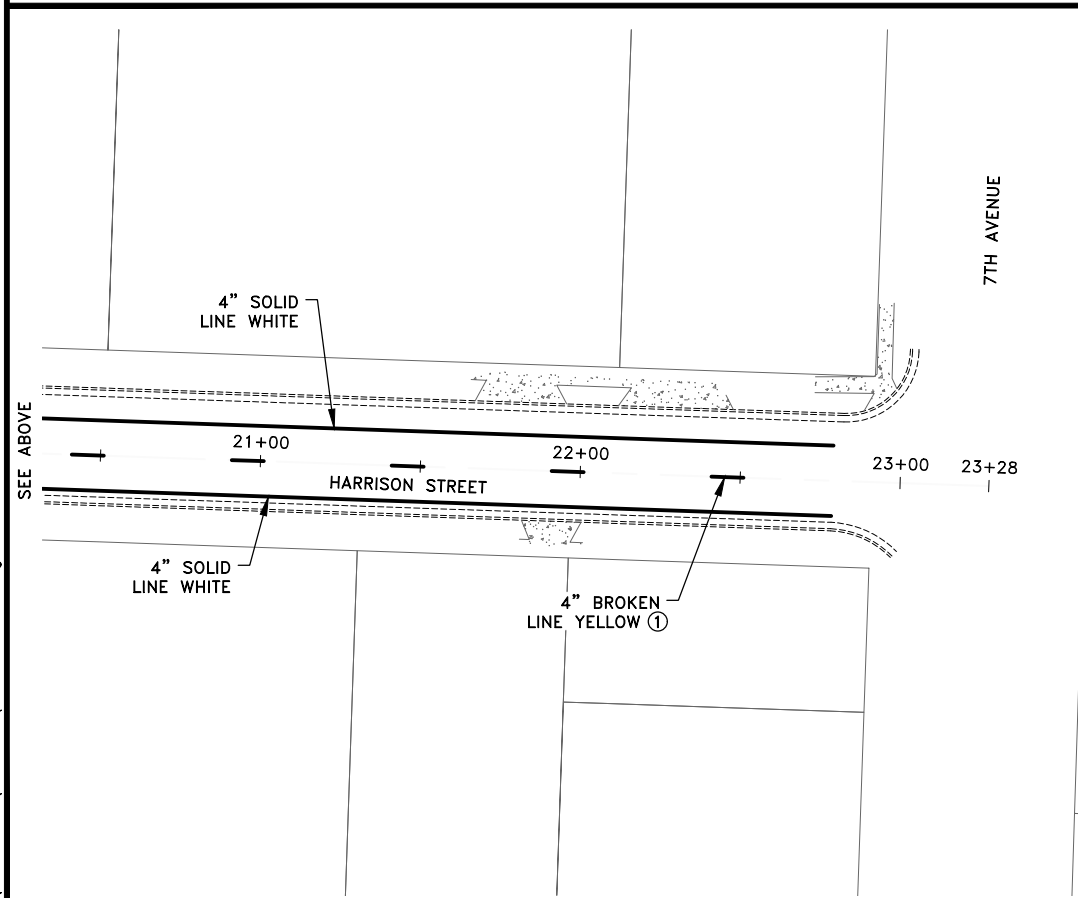 7TH AVENUE
4" SOLID
LINE WHITE
SEE ABOVE
21+00
22+00
23+00
23+28
HARRISON STREET
4" SOLID
LINE WHITE
4" BROKEN
LINE YELLOW ①